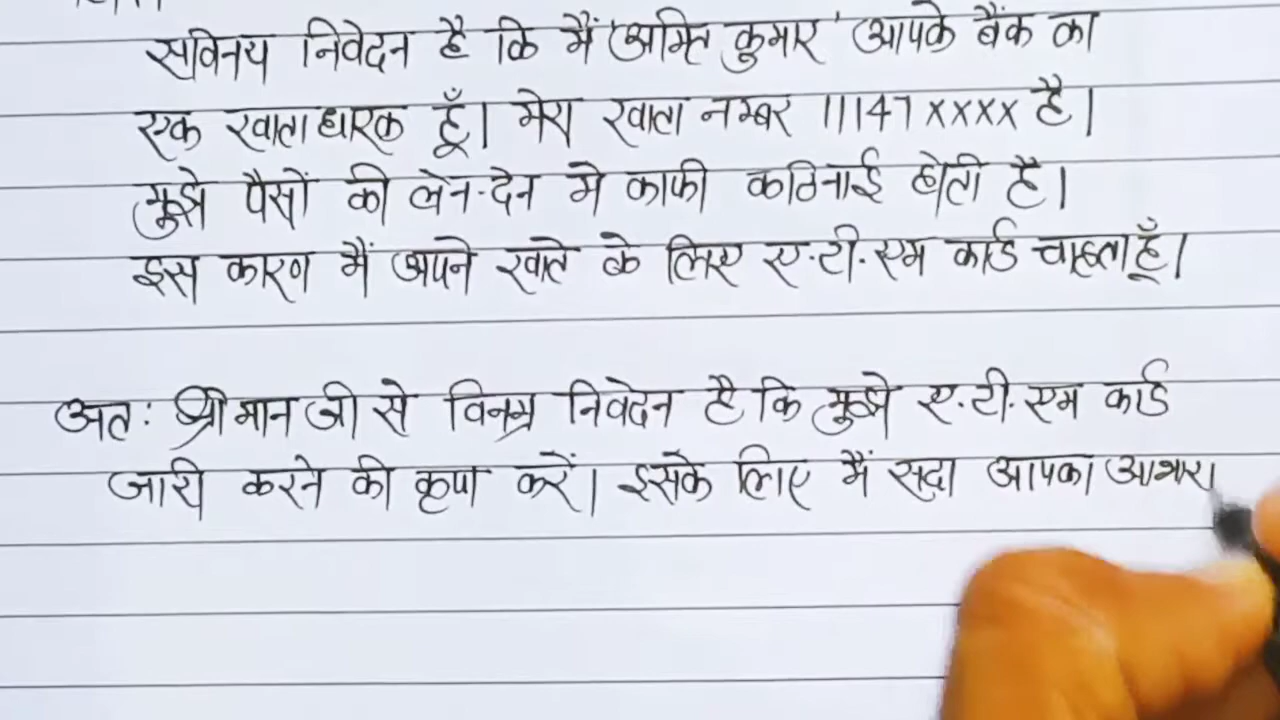 सविनय निवेदन है कि मैं 'अमित कुमार' आपके बैंक का
एक खाताधारक हूँ। मेरा खाता नम्बर 11147xxxx है।
मुझे पैसों की लेन-देन मे काफी कठिनाई होती है।
इस कारण मैं अपने खाते के लिए ए.टी.एम कार्ड चाहता हूँ।
अत: श्रीमान जी से विनम्र निवेदन है कि मुझे ए.टी.एम कार्ड
जारी करने की कृपा करें। इसके लिए मैं सदा आपका आभारा